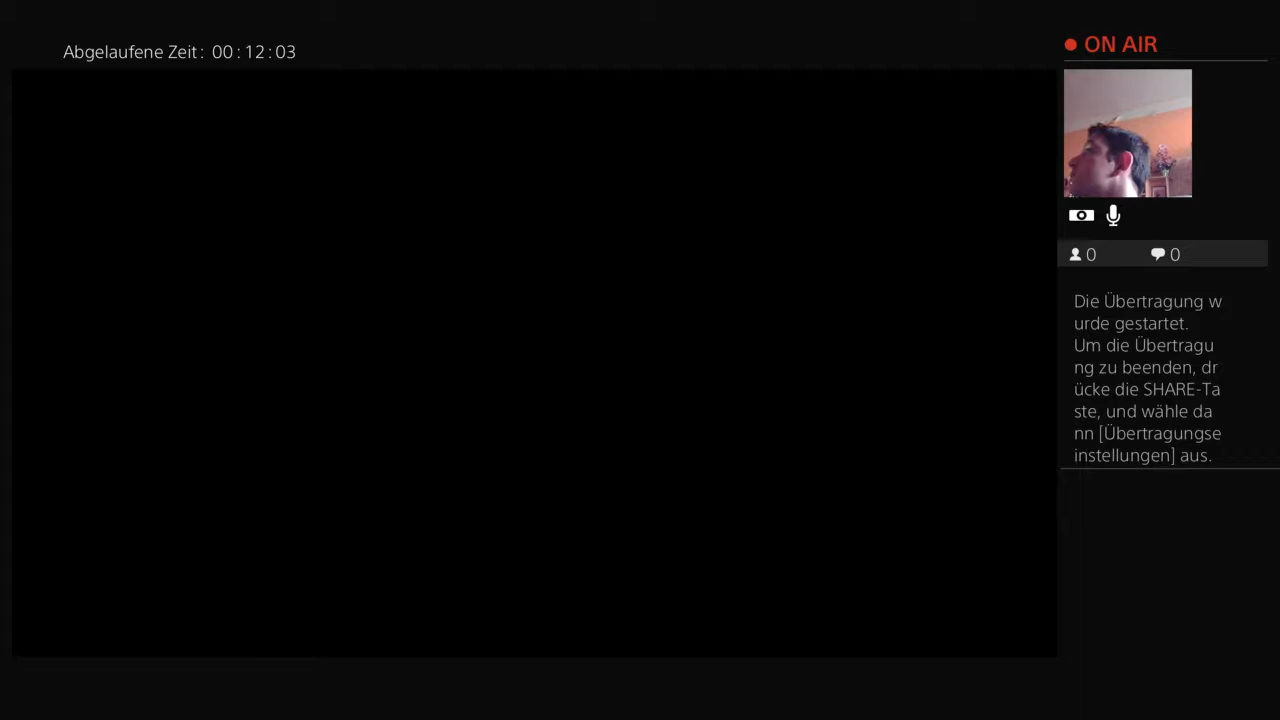 Abgelaufene Zeit: 00:12:03
ON AIR
0 0
Die Übertragung w
urde gestartet.
Um die Übertragu
ng zu beenden, dr
ücke die SHARE-Ta
ste, und wähle da
nn [Übertragungse
instellungen] aus.